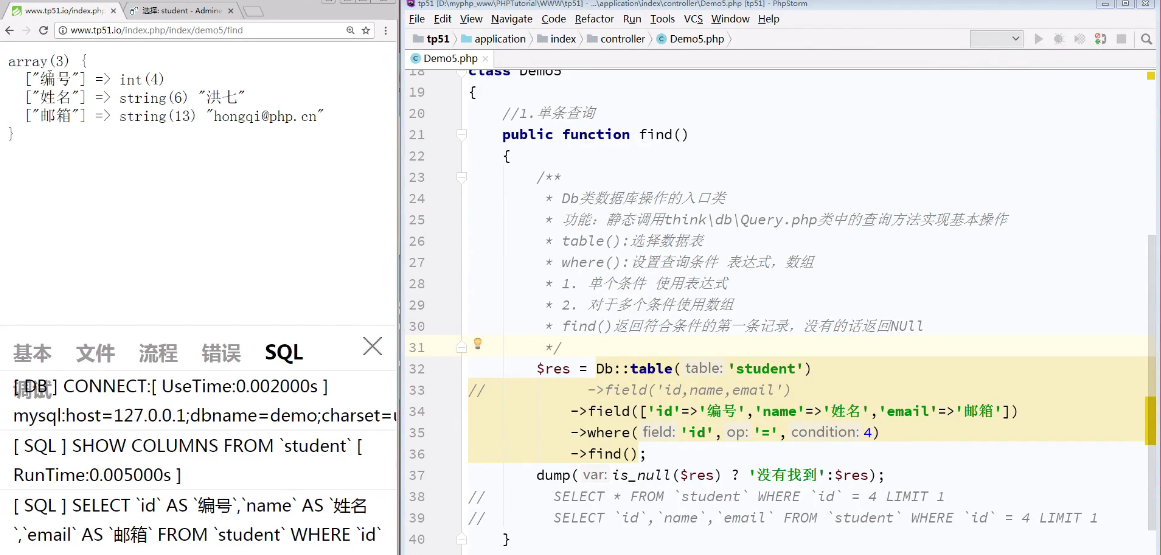 www.tp51.io/index.php
选择: student - Admine
www.tp51.io/index.php/index/demo5/find
array(3) {
["编号"] => int(4)
["姓名"] => string(6) "洪七"
["邮箱"] => string(13) "hongqi@php.cn"
}
基本 文件 流程 错误 SQL
调试
[ DB ] CONNECT:[ UseTime:0.002000s ]
mysql:host=127.0.0.1;dbname=demo;charset=u
[ SQL ] SHOW COLUMNS FROM `student` [
RunTime:0.005000s ]
[ SQL ] SELECT `id` AS `编号`,`name` AS `姓名
`,`email` AS `邮箱` FROM `student` WHERE `id`
tp51 [D:\myphp_www\PHPTutorial\WWW\tp51] - ...\application\index\controller\Demo5.php [tp51] - PhpStorm
File Edit View Navigate Code Refactor Run Tools VCS Window Help
tp51 application index controller Demo5.php
Demo5.php
18 class Demo5
19 {
20 //1.单条查询
21 public function find()
22 {
23 /**
24 * Db类数据库操作的入口类
25 * 功能: 静态调用think\db\Query.php类中的查询方法实现基本操作
26 * table():选择数据表
27 * where():设置查询条件 表达式，数组
28 * 1. 单个条件 使用表达式
29 * 2. 对于多个条件使用数组
30 * find()返回符合条件的第一条记录，没有的话返回NUll
31 */
32 $res = Db::table( table: 'student')
33 // ->field('id,name,email')
34 ->field(['id'=>'编号','name'=>'姓名','email'=>'邮箱'])
35 ->where( field: 'id', op: '=', condition: 4)
36 ->find();
37 dump( var: is_null($res) ? '没有找到':$res);
38 // SELECT * FROM `student` WHERE `id` = 4 LIMIT 1
39 // SELECT `id`,`name`,`email` FROM `student` WHERE `id` = 4 LIMIT 1
40 }